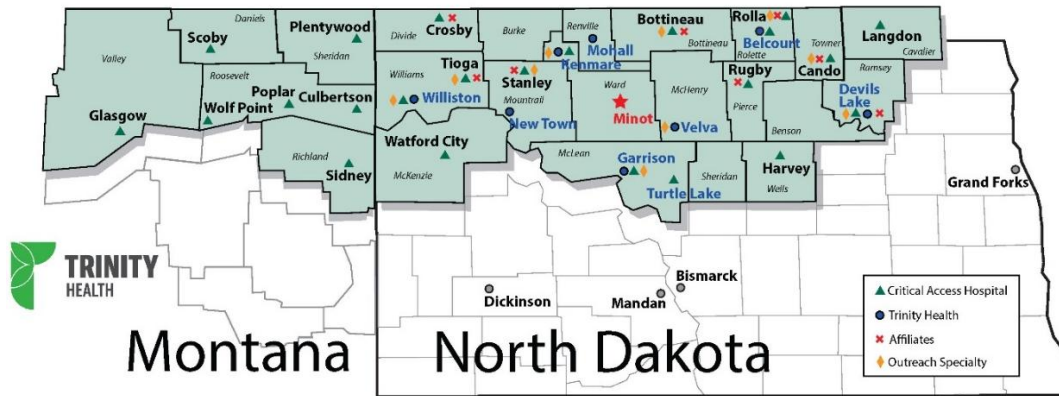 Daniels
Plentywood
Scoby
Sheridan
Valley
Roosevelt
Poplar
Culbertson
Wolf Point
Glasgow
Richland
Sidney
Divide
Crosby
Burke
Renville
Mohall
Kenmare
Bottineau
Bottineau
Rolla
Belcourt
Rolette
Towner
Cando
Langdon
Cavalier
Ramsey
Williams
Tioga
Williston
Stanley
Mountrail
New Town
Ward
Minot
McHenry
Velva
Rugby
Pierce
Benson
Devils
Lake
Watford City
McKenzie
McLean
Garrison
Turtle Lake
Sheridan
Harvey
Wells
Grand Forks
TRINITY
HEALTH
Dickinson
Mandan
Bismarck
Montana
North Dakota
Critical Access Hospital
Trinity Health
Affiliates
Outreach Specialty